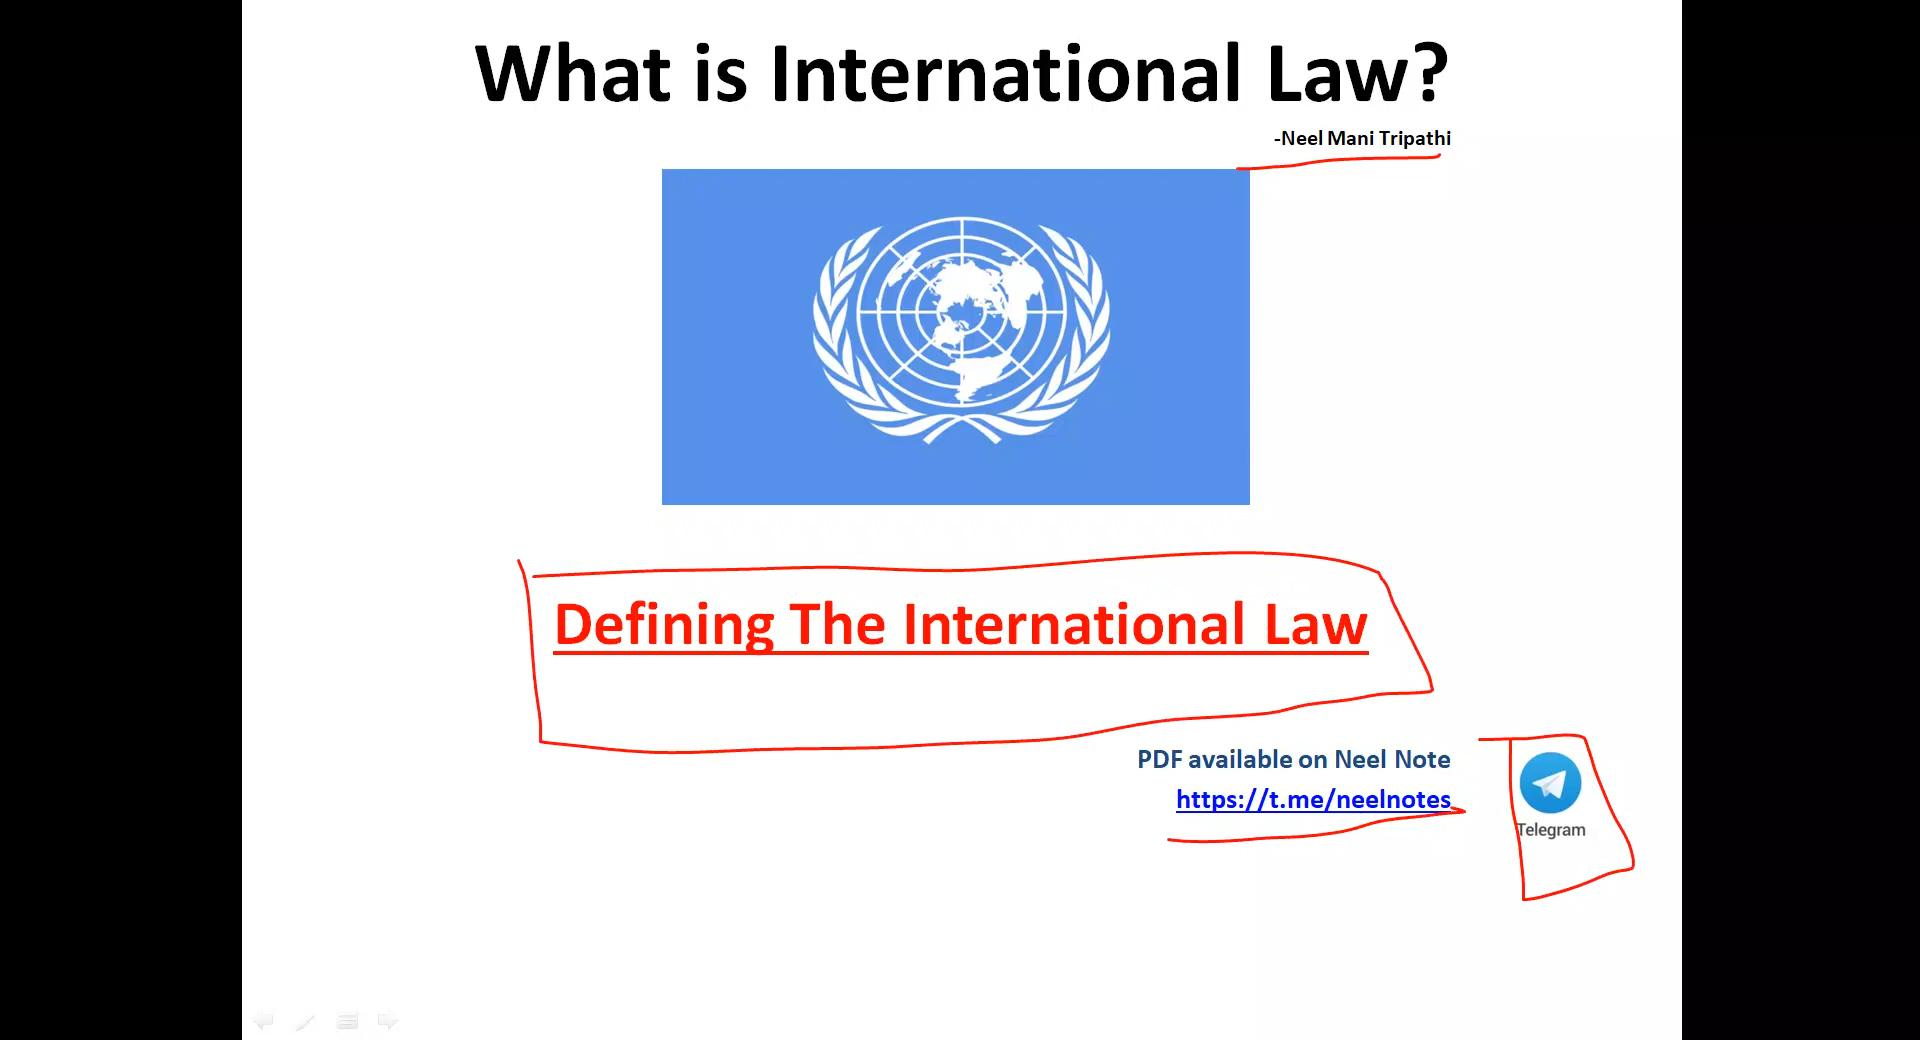 What is International Law?
-Neel Mani Tripathi
Defining The International Law
PDF available on Neel Note
https://t.me/neelnotes
Telegram